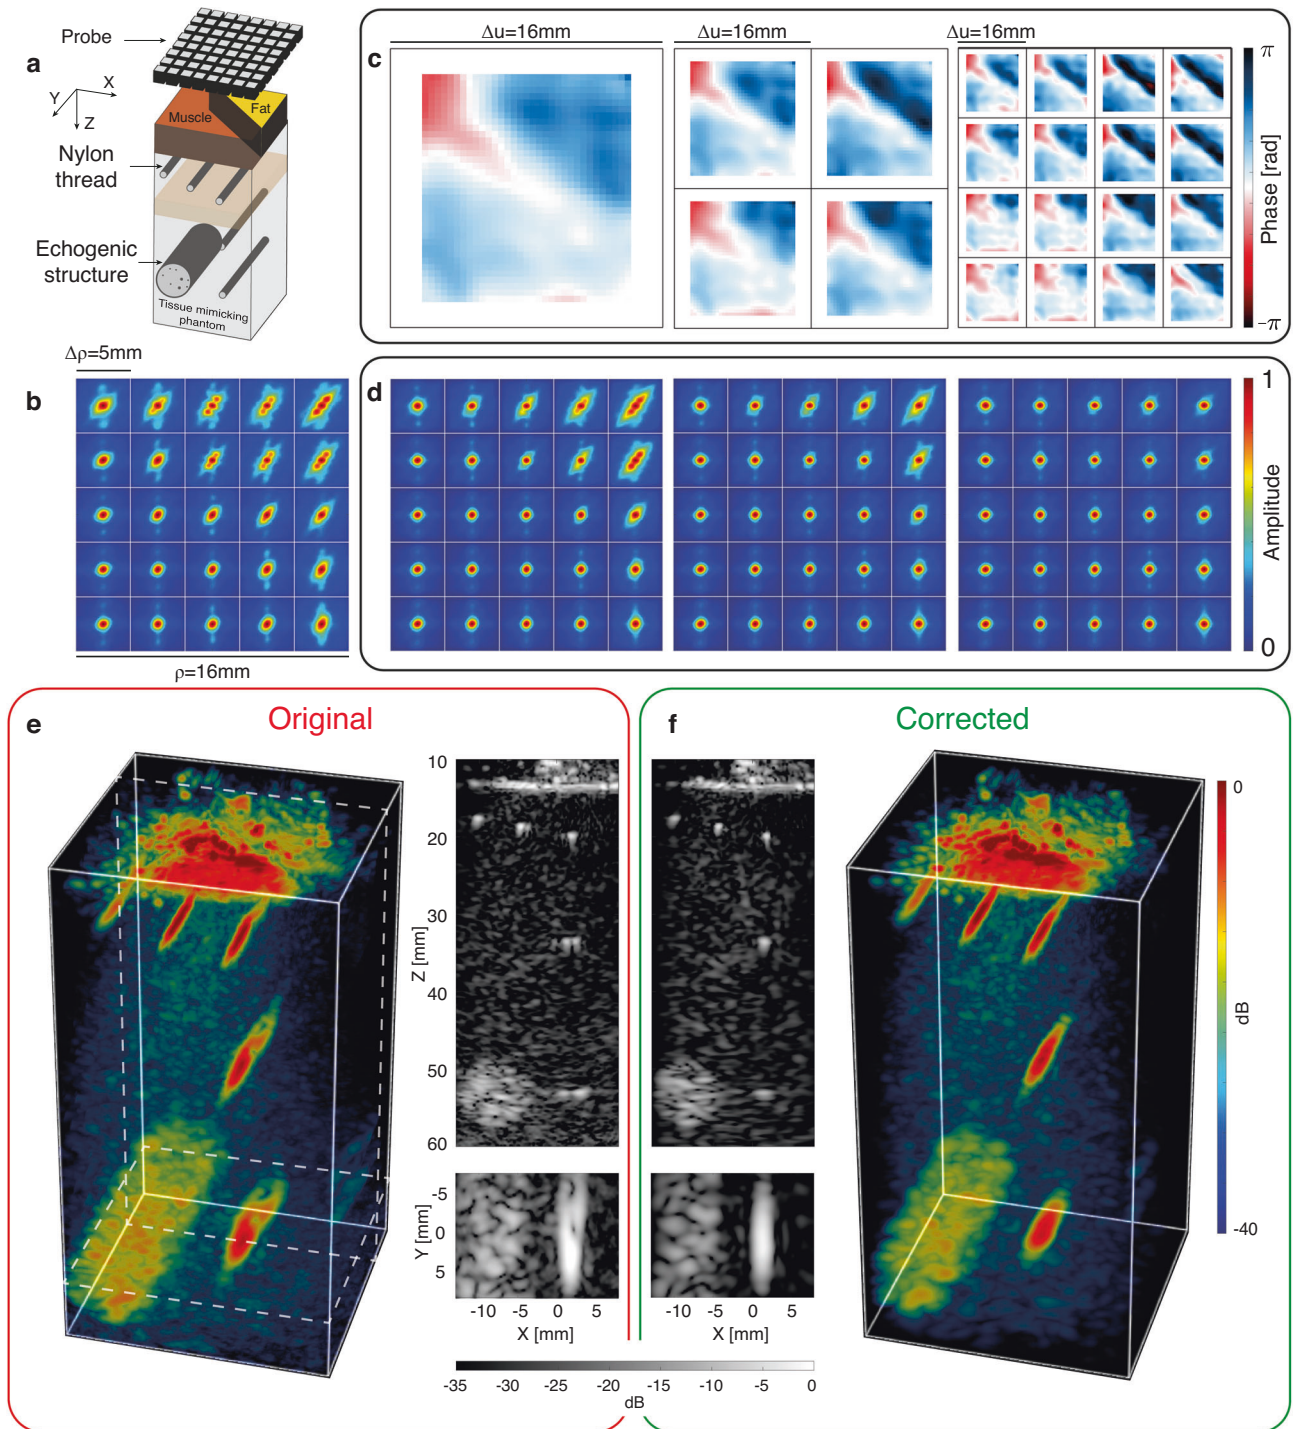 a
Probe
X
Y
Z
Muscle
Fat
Nylon
thread
Echogenic
structure
Tissue mimicking
phantom
c
Δu=16mm
Δu=16mm
Δu=16mm
π
Phase [rad]
-π
b
Δρ=5mm
ρ=16mm
d
1
Amplitude
0
e
Original
10
20
30
40
50
60
Z [mm]
-5
0
5
Y [mm]
-10
-5
0
5
X [mm]
f
Corrected
-10
-5
0
5
X [mm]
0
dB
-40
-35
-30
-25
-20
-15
-10
-5
0
dB